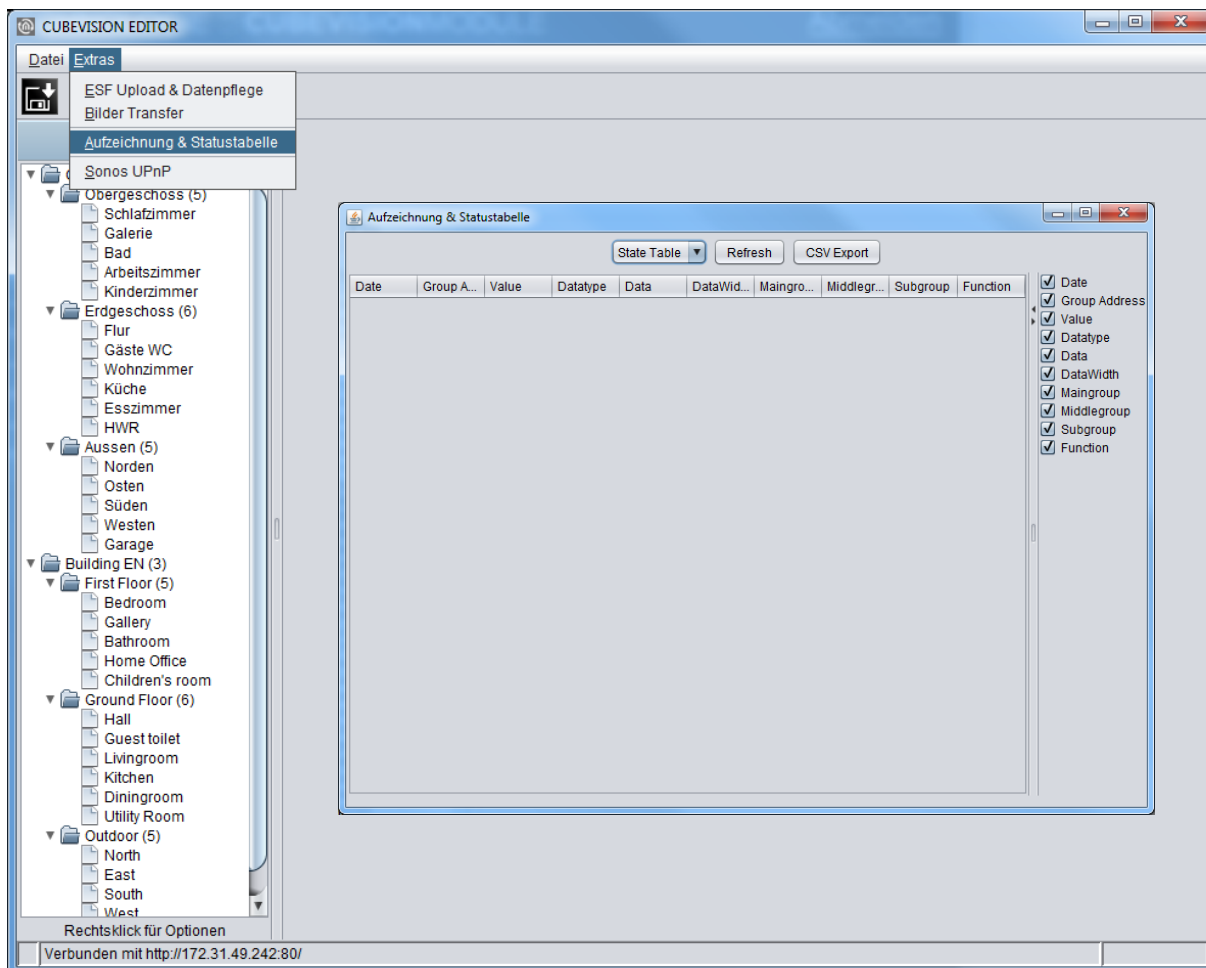 CUBEVISION EDITOR
Datei Extras
ESF Upload & Datenpflege
Bilder Transfer
Aufzeichnung & Statustabelle
Sonos UPnP
Obergeschoss (5)
Schlafzimmer
Galerie
Bad
Arbeitszimmer
Kinderzimmer
Erdgeschoss (6)
Flur
Gäste WC
Wohnzimmer
Küche
Esszimmer
HWR
Aussen (5)
Norden
Osten
Süden
Westen
Garage
Building EN (3)
First Floor (5)
Bedroom
Gallery
Bathroom
Home Office
Children's room
Ground Floor (6)
Hall
Guest toilet
Livingroom
Kitchen
Diningroom
Utility Room
Outdoor (5)
North
East
South
West
Rechtsklick für Optionen
Aufzeichnung & Statustabelle
State Table Refresh CSV Export
Date Group A... Value Datatype Data DataWid... Maingro... Middlegr... Subgroup Function
Date
Group Address
Value
Datatype
Data
DataWidth
Maingroup
Middlegroup
Subgroup
Function
Verbunden mit http://172.31.49.242:80/